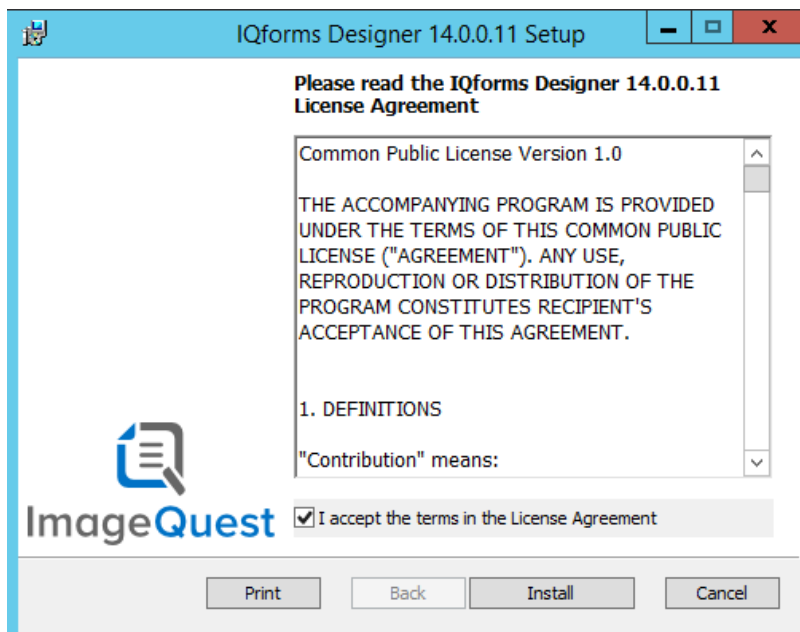 IQforms Designer 14.0.0.11 Setup
Please read the IQforms Designer 14.0.0.11
License Agreement
Common Public License Version 1.0
THE ACCOMPANYING PROGRAM IS PROVIDED
UNDER THE TERMS OF THIS COMMON PUBLIC
LICENSE ("AGREEMENT"). ANY USE,
REPRODUCTION OR DISTRIBUTION OF THE
PROGRAM CONSTITUTES RECIPIENT'S
ACCEPTANCE OF THIS AGREEMENT.
1. DEFINITIONS
"Contribution" means:
ImageQuest
I accept the terms in the License Agreement
Print
Back
Install
Cancel